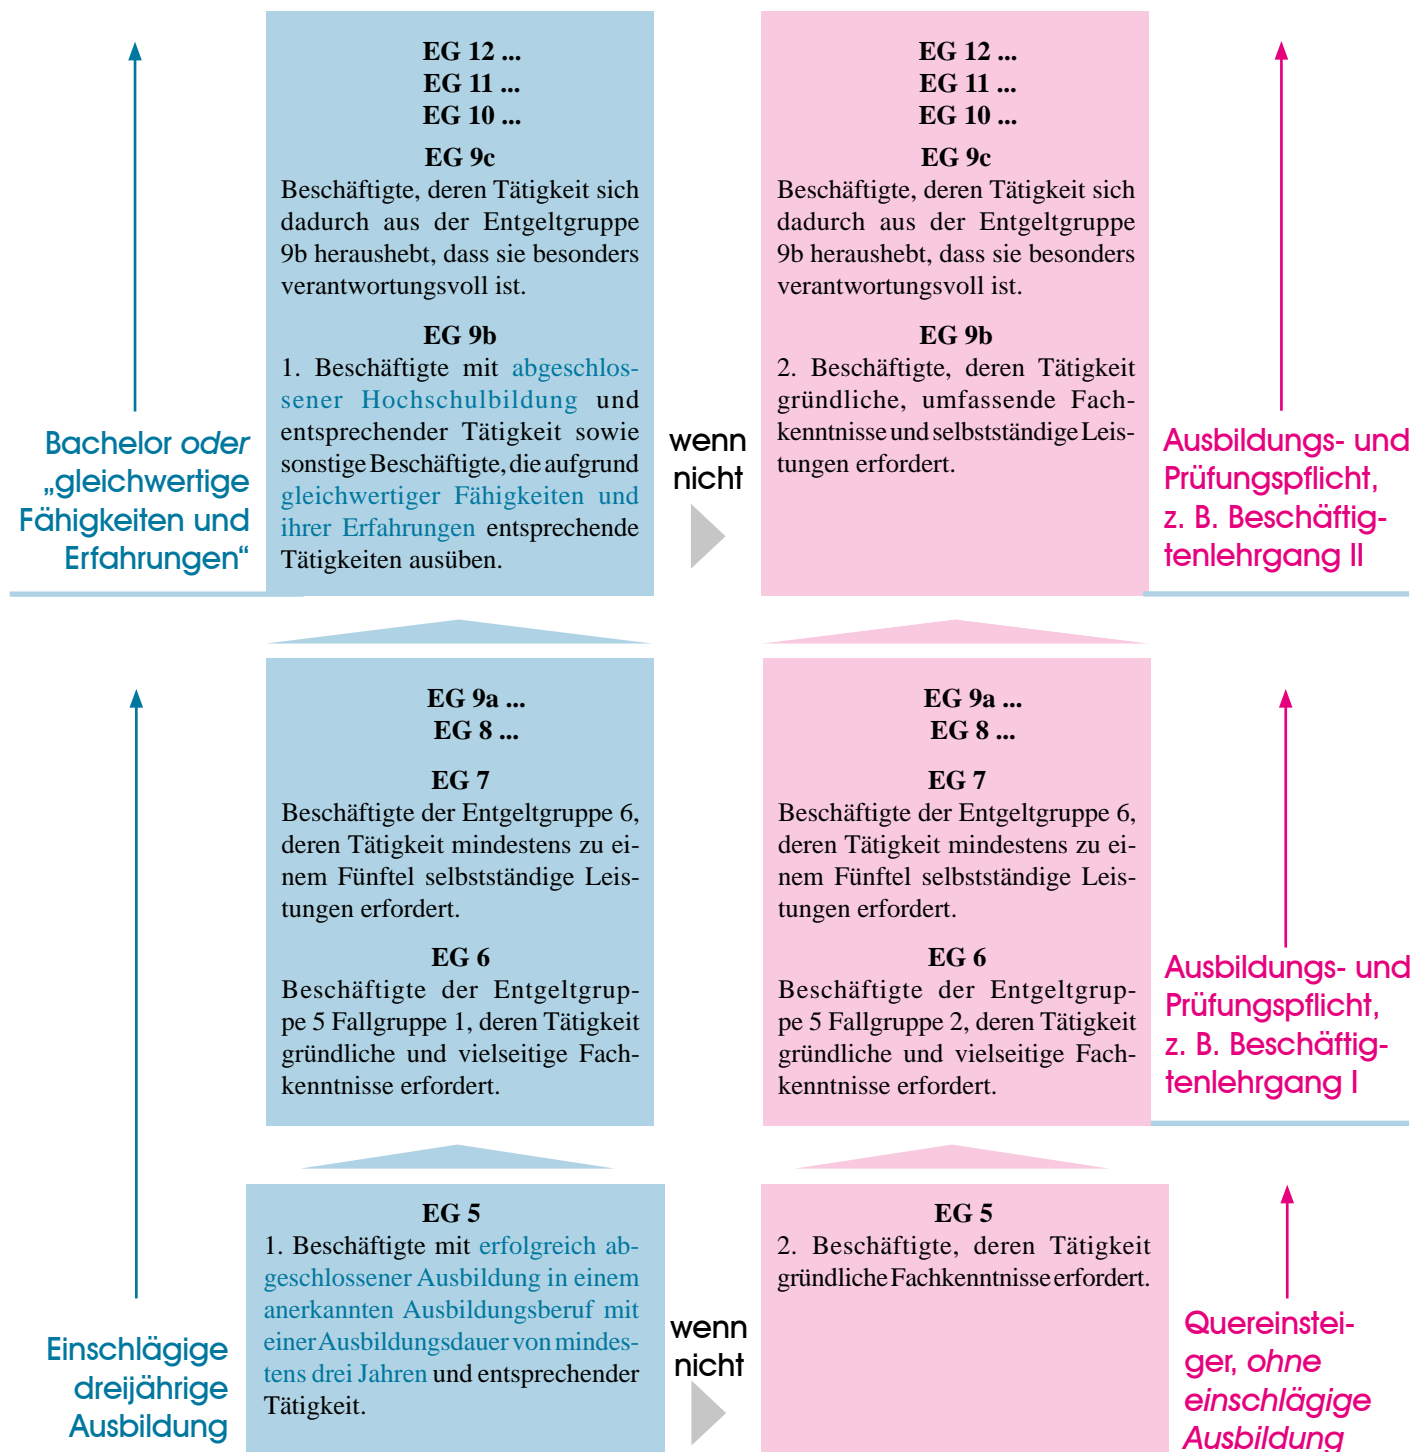 EG 12 ...
EG 11 ...
EG 10 ...
EG 9c
Beschäftigte, deren Tätigkeit sich
dadurch aus der Entgeltgruppe
9b heraushebt, dass sie besonders
verantwortungsvoll ist.
EG 9b
1. Beschäftigte mit abgeschlos-
sener Hochschulbildung und
entsprechender Tätigkeit sowie
sonstige Beschäftigte, die aufgrund
gleichwertiger Fähigkeiten und
ihrer Erfahrungen entsprechende
Tätigkeiten ausüben.
Bachelor oder
„gleichwertige
Fähigkeiten und
Erfahrungen“
wenn
nicht
EG 12 ...
EG 11 ...
EG 10 ...
EG 9c
Beschäftigte, deren Tätigkeit sich
dadurch aus der Entgeltgruppe
9b heraushebt, dass sie besonders
verantwortungsvoll ist.
EG 9b
2. Beschäftigte, deren Tätigkeit
gründliche, umfassende Fach-
kenntnisse und selbstständige Leis-
tungen erfordert.
Ausbildungs- und
Prüfungspflicht,
z. B. Beschäftig-
tenlehrgang II
EG 9a ...
EG 8 ...
EG 7
Beschäftigte der Entgeltgruppe 6,
deren Tätigkeit mindestens zu ei-
nem Fünftel selbstständige Leis-
tungen erfordert.
EG 6
Beschäftigte der Entgeltgrup-
pe 5 Fallgruppe 1, deren Tätigkeit
gründliche und vielseitige Fach-
kenntnisse erfordert.
EG 9a ...
EG 8 ...
EG 7
Beschäftigte der Entgeltgruppe 6,
deren Tätigkeit mindestens zu ei-
nem Fünftel selbstständige Leis-
tungen erfordert.
EG 6
Beschäftigte der Entgeltgrup-
pe 5 Fallgruppe 2, deren Tätigkeit
gründliche und vielseitige Fach-
kenntnisse erfordert.
Ausbildungs- und
Prüfungspflicht,
z. B. Beschäftig-
tenlehrgang I
Einschlägige
dreijährige
Ausbildung
EG 5
1. Beschäftigte mit erfolgreich ab-
geschlossener Ausbildung in einem
anerkannten Ausbildungsberuf mit
einer Ausbildungsdauer von mindes-
tens drei Jahren und entsprechender
Tätigkeit.
wenn
nicht
EG 5
2. Beschäftigte, deren Tätigkeit
gründliche Fachkenntnisse erfordert.
Quereinstei-
ger, ohne
einschlägige
Ausbildung